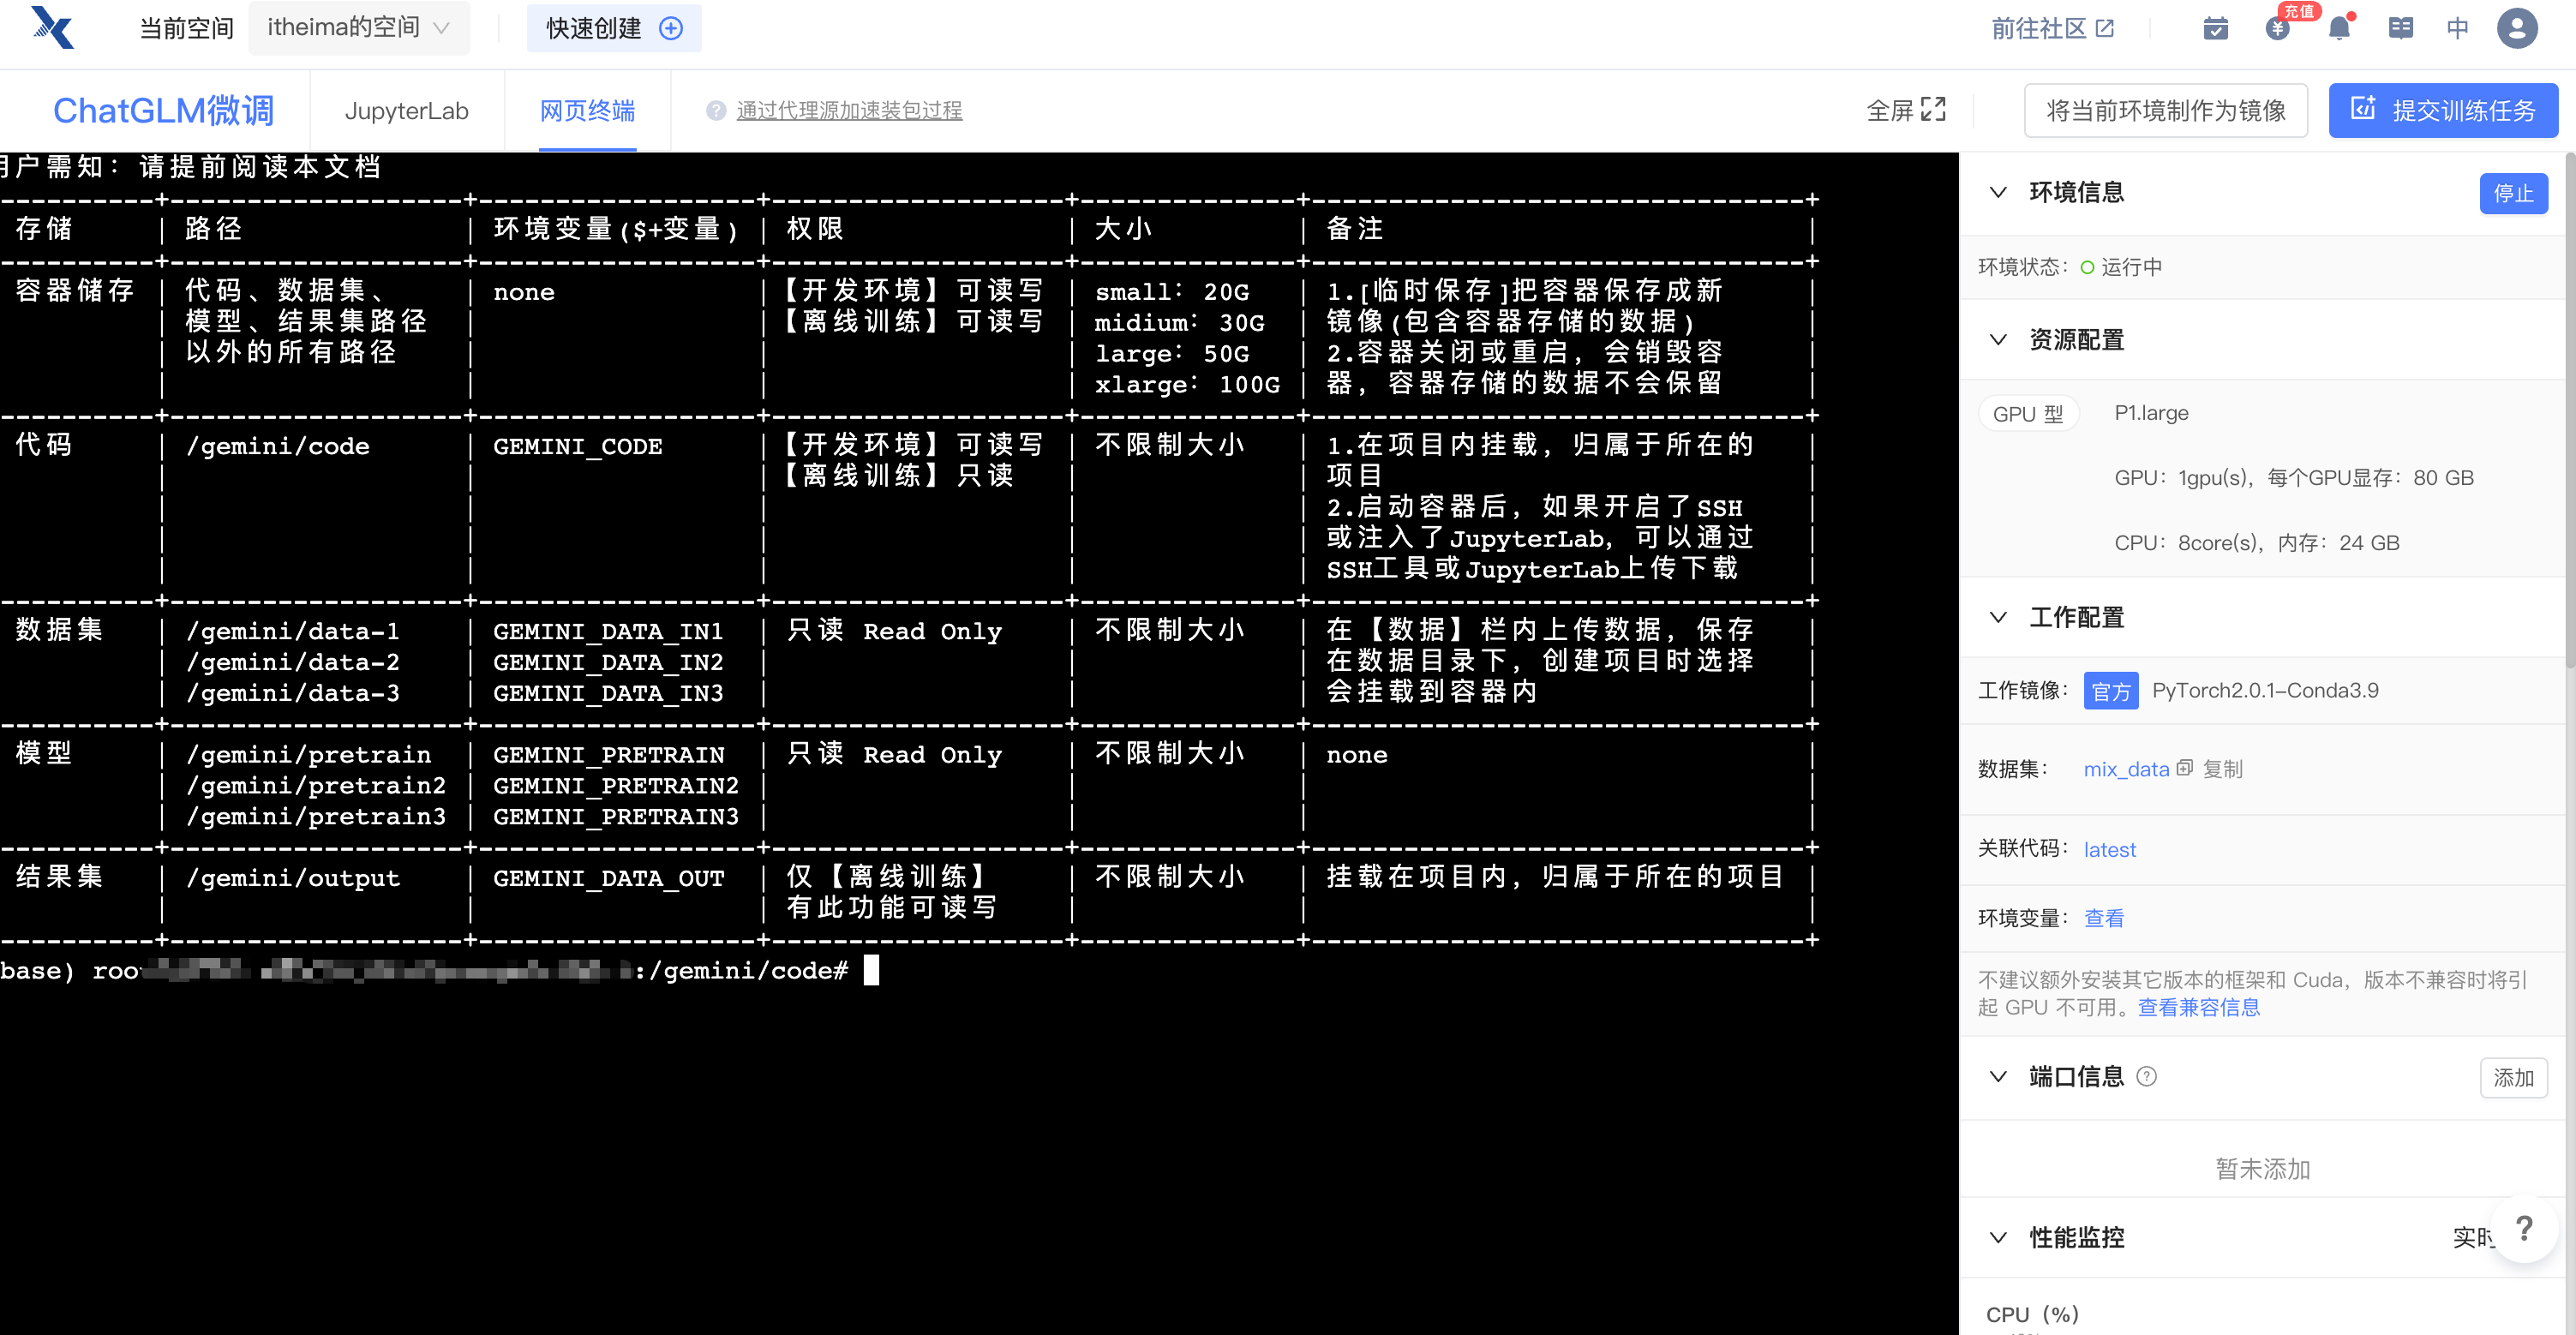 当前空间 itheima的空间 快速创建 前往社区 充值 中
ChatGLM微调 JupyterLab 网页终端 通过代理源加速装包过程 全屏 将当前环境制作为镜像 提交训练任务
用户需知：请提前阅读本文档
存储 | 路径 | 环境变量($+变量) | 权限 | 大小 | 备注
容器储存 | 代码、数据集、 | none | 【开发环境】可读写 | small：20G | 1.[临时保存]把容器保存成新
模型、结果集路径 | 【离线训练】可读写 | midium：30G | 镜像(包含容器存储的数据)
以外的所有路径 | large：50G | 2.容器关闭或重启，会销毁容
xlarge：100G | 器，容器存储的数据不会保留
代码 | /gemini/code | GEMINI_CODE | 【开发环境】可读写 | 不限制大小 | 1.在项目内挂载，归属于所在的
【离线训练】只读 | 项目
2.启动容器后，如果开启了SSH
或注入了JupyterLab，可以通过
SSH工具或JupyterLab上传下载
数据集 | /gemini/data-1 | GEMINI_DATA_IN1 | 只读 Read Only | 不限制大小 | 在【数据】栏内上传数据，保存
/gemini/data-2 | GEMINI_DATA_IN2 | 在数据目录下，创建项目时选择
/gemini/data-3 | GEMINI_DATA_IN3 | 会挂载到容器内
模型 | /gemini/pretrain | GEMINI_PRETRAIN | 只读 Read Only | 不限制大小 | none
/gemini/pretrain2 | GEMINI_PRETRAIN2
/gemini/pretrain3 | GEMINI_PRETRAIN3
结果集 | /gemini/output | GEMINI_DATA_OUT | 仅【离线训练】 | 不限制大小 | 挂载在项目内，归属于所在的项目
有此功能可读写
base) roo :/gemini/code#
环境信息 停止
环境状态： 运行中
资源配置
GPU 型 P1.large
GPU：1gpu(s)，每个GPU显存：80 GB
CPU：8core(s)，内存：24 GB
工作配置
工作镜像： 官方 PyTorch2.0.1-Conda3.9
数据集： mix_data 复制
关联代码： latest
环境变量： 查看
不建议额外安装其它版本的框架和 Cuda，版本不兼容时将引
起 GPU 不可用。查看兼容信息
端口信息 添加
暂未添加
性能监控 实时
CPU（%）